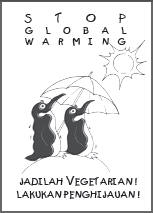 STOP
GLOBAL
WARMING
JADILAH VEGETARIAN!
LAKUKAN PENGHIJAUAN!